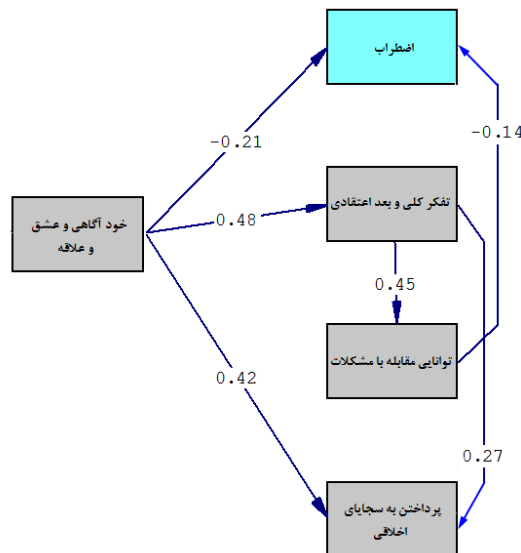 اضطراب
-0.14
-0.21
تفکر کلی و بعد اعتقادی
خود آگاهی و عشق
و علاقه
0.48
0.45
توانایی مقابله با مشکلات
0.42
0.27
پرداختن به سجایای
اخلاقی